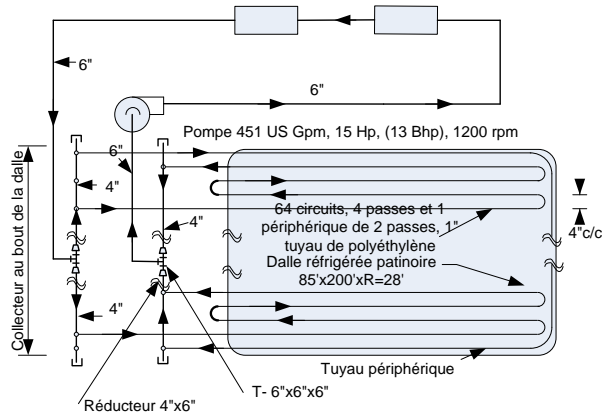 6"
6"
Pompe 451 US Gpm, 15 Hp, (13 Bhp), 1200 rpm
6"
4"
4"
64 circuits, 4 passes et 1
périphérique de 2 passes, 1"
tuyau de polyéthylène
4"c/c
Dalle réfrigérée patinoire
85'x200'xR=28'
Collecteur au bout de la dalle
4"
Tuyau périphérique
T- 6"x6"x6"
Réducteur 4"x6"